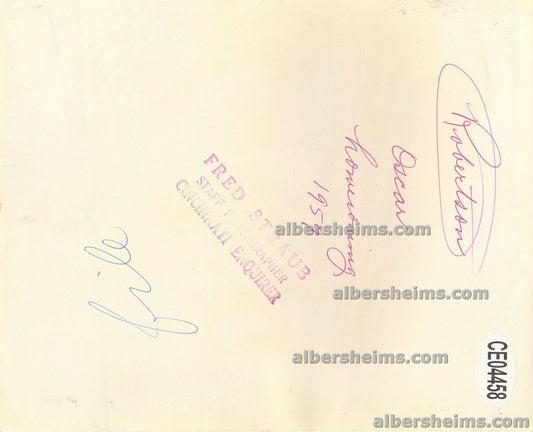 Robertson
Oscar
homecoming
FRED STRAUB
STAFF PHOTOGRAPHER
CINCINNATI ENQUIRER
file
albersheims.com
albersheims.com
albersheims.com
albersheims.com
CE04458